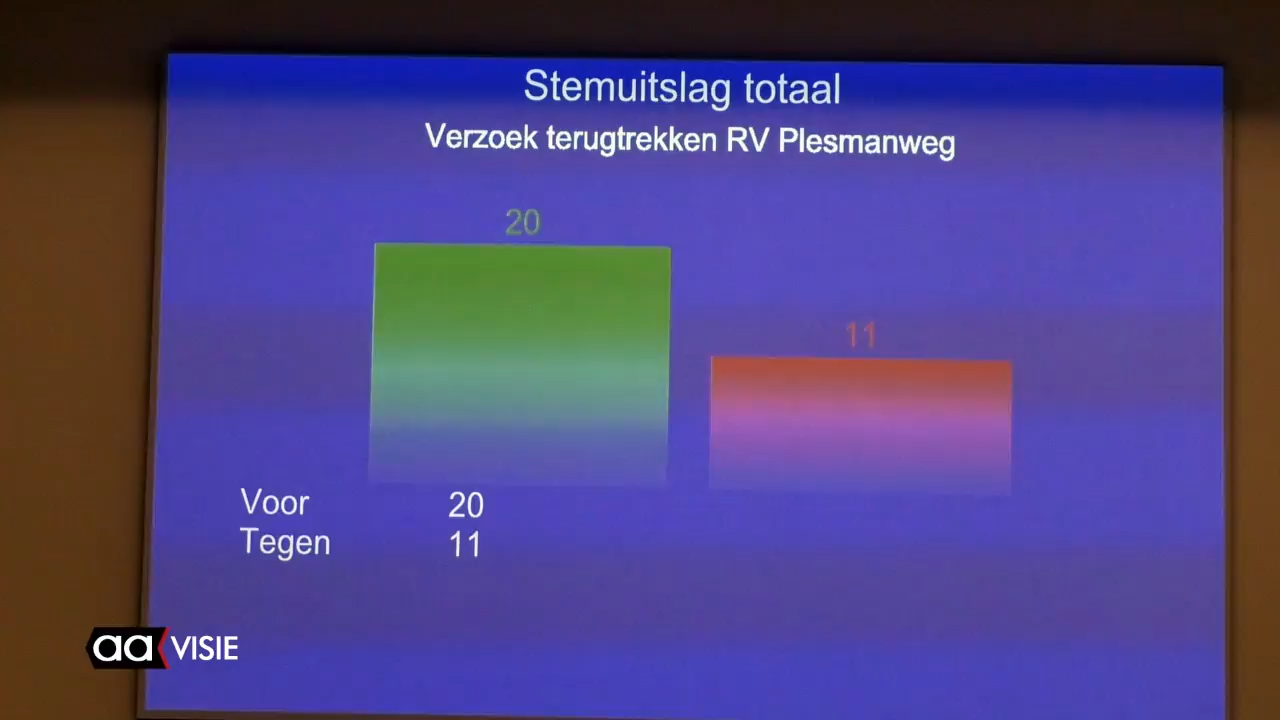 Stemuitslag totaal
Verzoek terugtrekken RV Plesmanweg
20
11
Voor 20
Tegen 11
aa VISIE